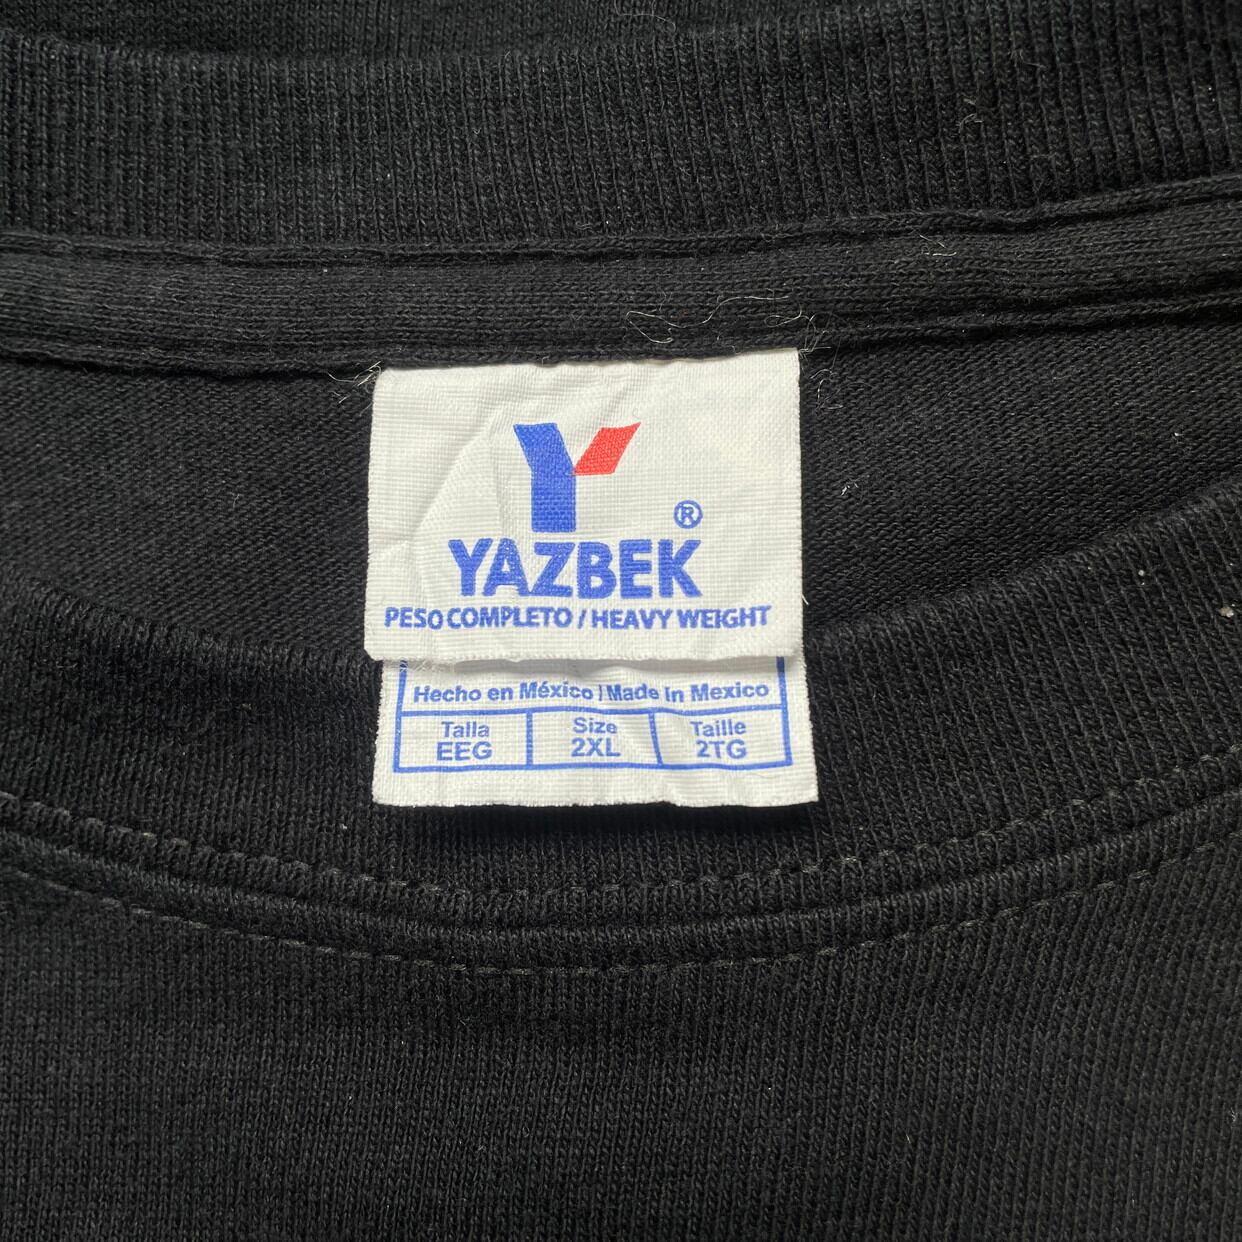 Y
®
YAZBEK
PESO COMPLETO / HEAVY WEIGHT
Hecho en México | Made In Mexico
Talla Size Taille
EEG 2XL 2TG